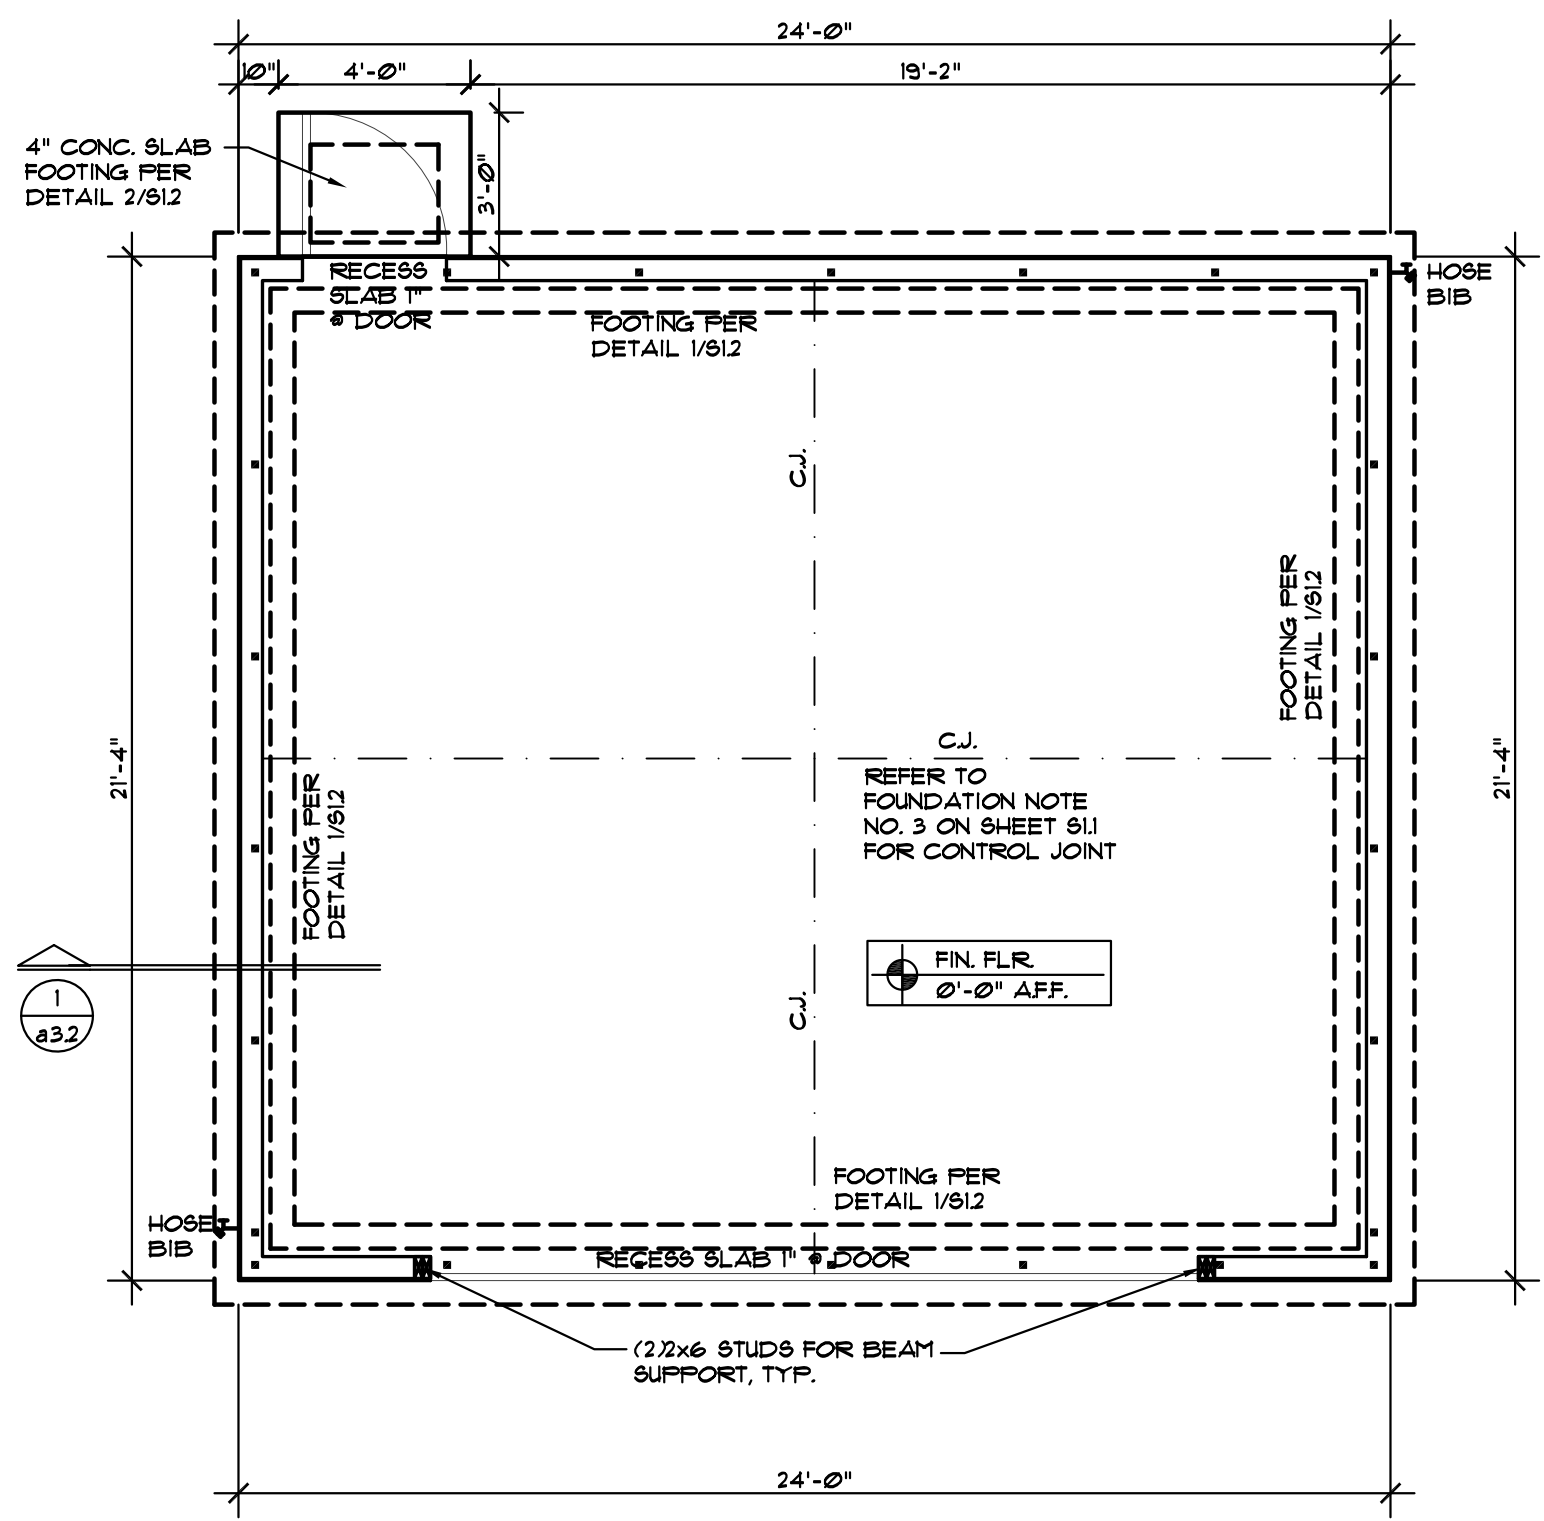 24'-0"
10"
4'-0"
19'-2"
4" CONC. SLAB
FOOTING PER
DETAIL 2/S1.2
3'-0"
RECESS
SLAB 1"
@ DOOR
HOSE
BIB
FOOTING PER
DETAIL 1/S1.2
C.J.
FOOTING PER
DETAIL 1/S1.2
21'-4"
21'-4"
C.J.
REFER TO
FOUNDATION NOTE
NO. 3 ON SHEET S1.1
FOR CONTROL JOINT
FOOTING PER
DETAIL 1/S1.2
FIN. FLR.
0'-0" A.F.F.
C.J.
1
a3.2
FOOTING PER
DETAIL 1/S1.2
HOSE
BIB
RECESS SLAB 1" @ DOOR
(2)2x6 STUDS FOR BEAM
SUPPORT, TYP.
24'-0"